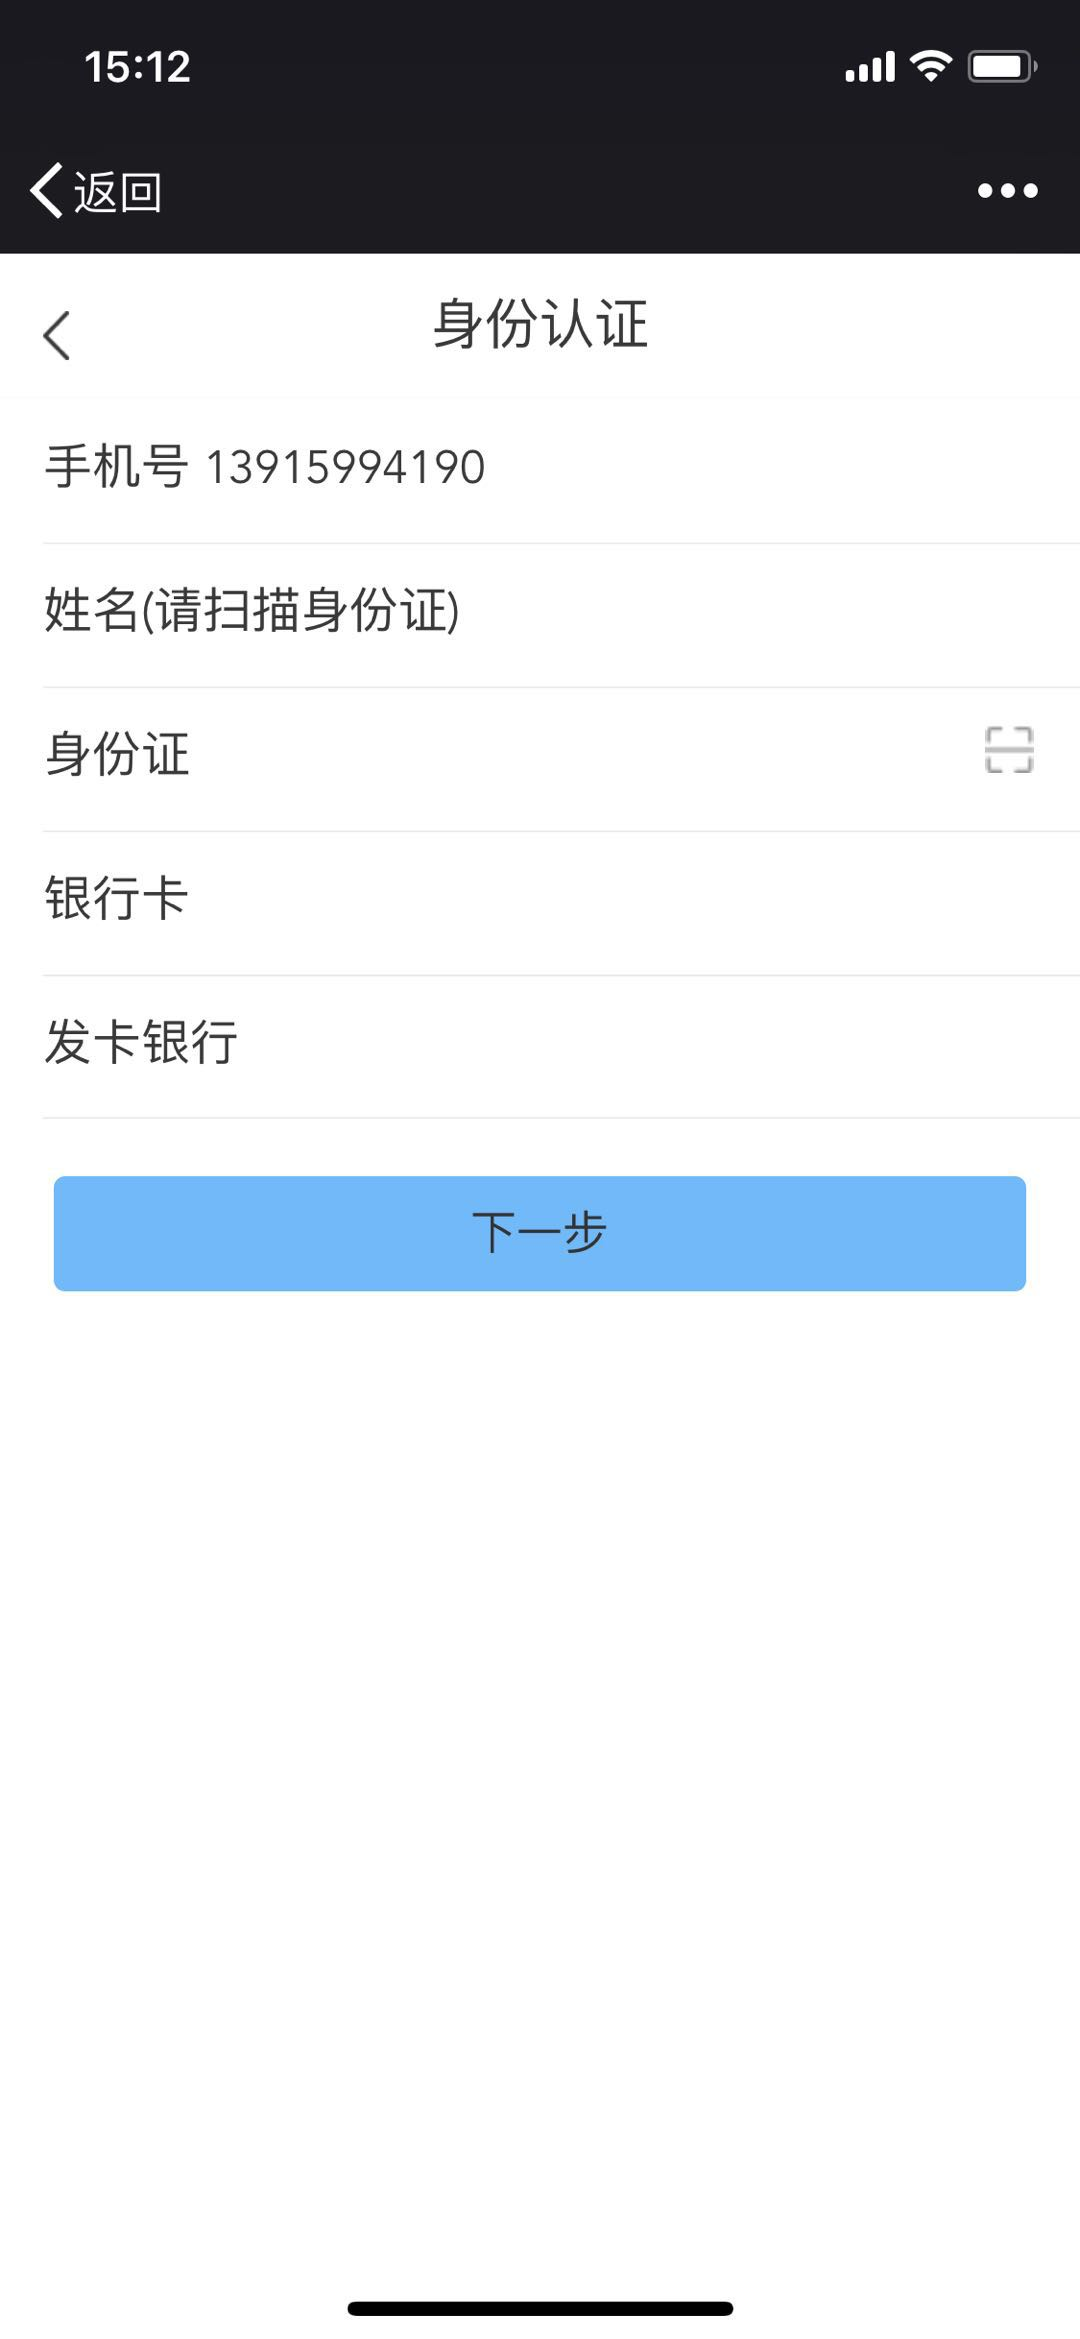 15:12
返回
身份认证
手机号 13915994190
姓名(请扫描身份证)
身份证
银行卡
发卡银行
下一步